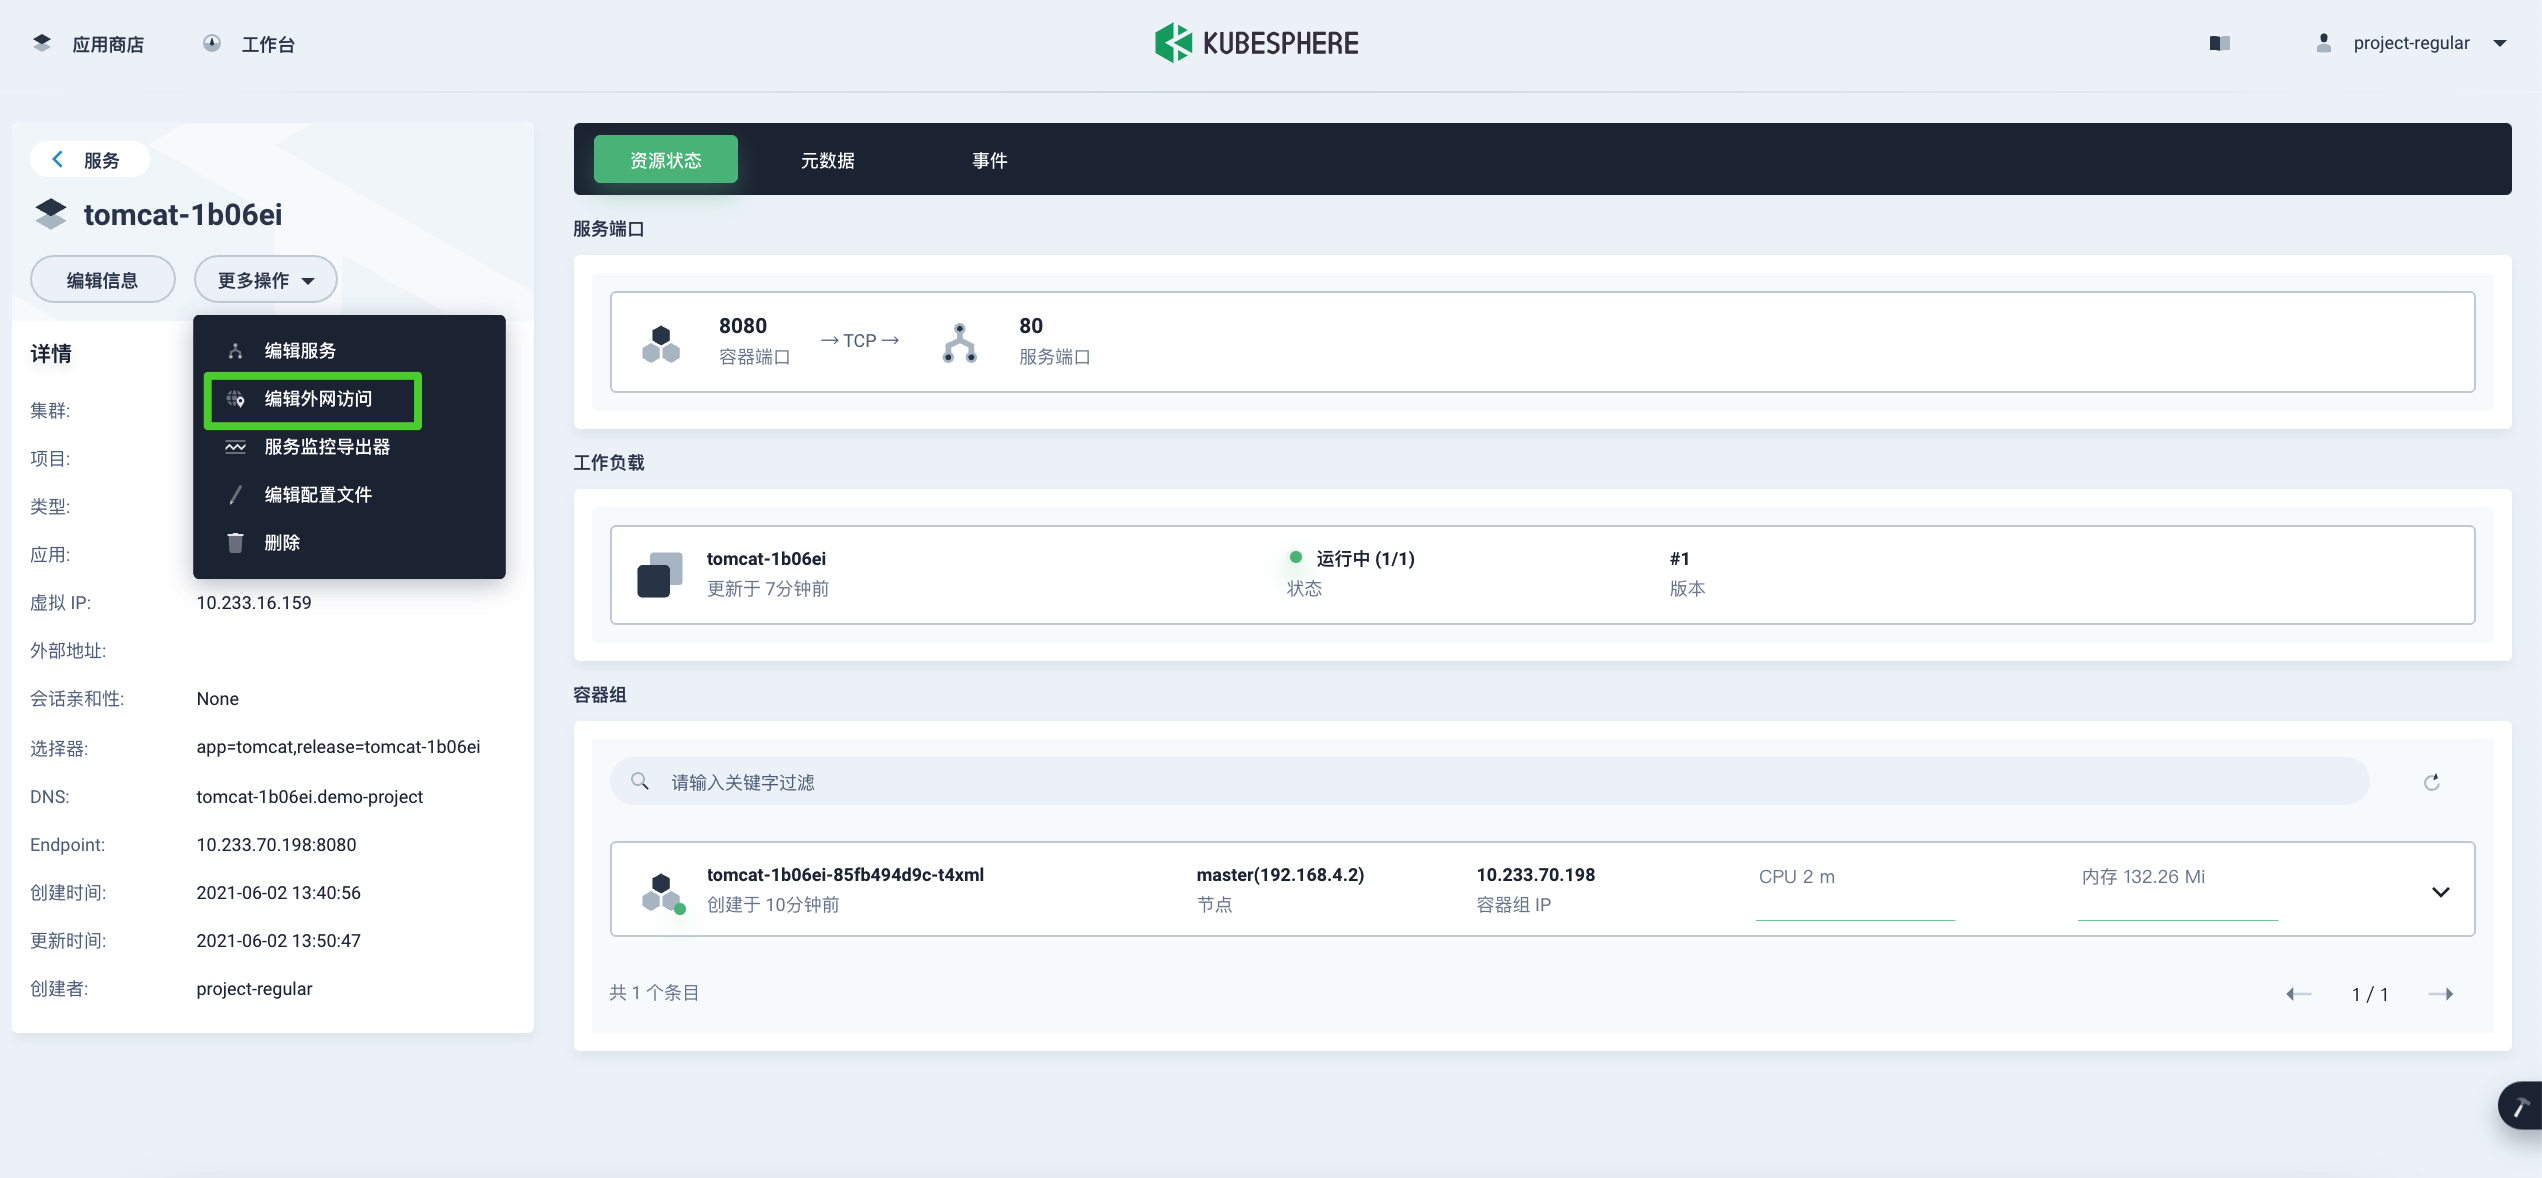 应用商店
工作台
KUBESPHERE
project-regular
服务
tomcat-1b06ei
编辑信息
更多操作
编辑服务
编辑外网访问
服务监控导出器
编辑配置文件
删除
详情
集群:
项目:
类型:
应用:
虚拟 IP: 10.233.16.159
外部地址:
会话亲和性: None
选择器: app=tomcat,release=tomcat-1b06ei
DNS: tomcat-1b06ei.demo-project
Endpoint: 10.233.70.198:8080
创建时间: 2021-06-02 13:40:56
更新时间: 2021-06-02 13:50:47
创建者: project-regular
资源状态
元数据
事件
服务端口
8080
容器端口
→ TCP →
80
服务端口
工作负载
tomcat-1b06ei
更新于 7分钟前
运行中 (1/1)
状态
#1
版本
容器组
请输入关键字过滤
tomcat-1b06ei-85fb494d9c-t4xml
创建于 10分钟前
master(192.168.4.2)
节点
10.233.70.198
容器组 IP
CPU 2 m
内存 132.26 Mi
共 1 个条目
1 / 1